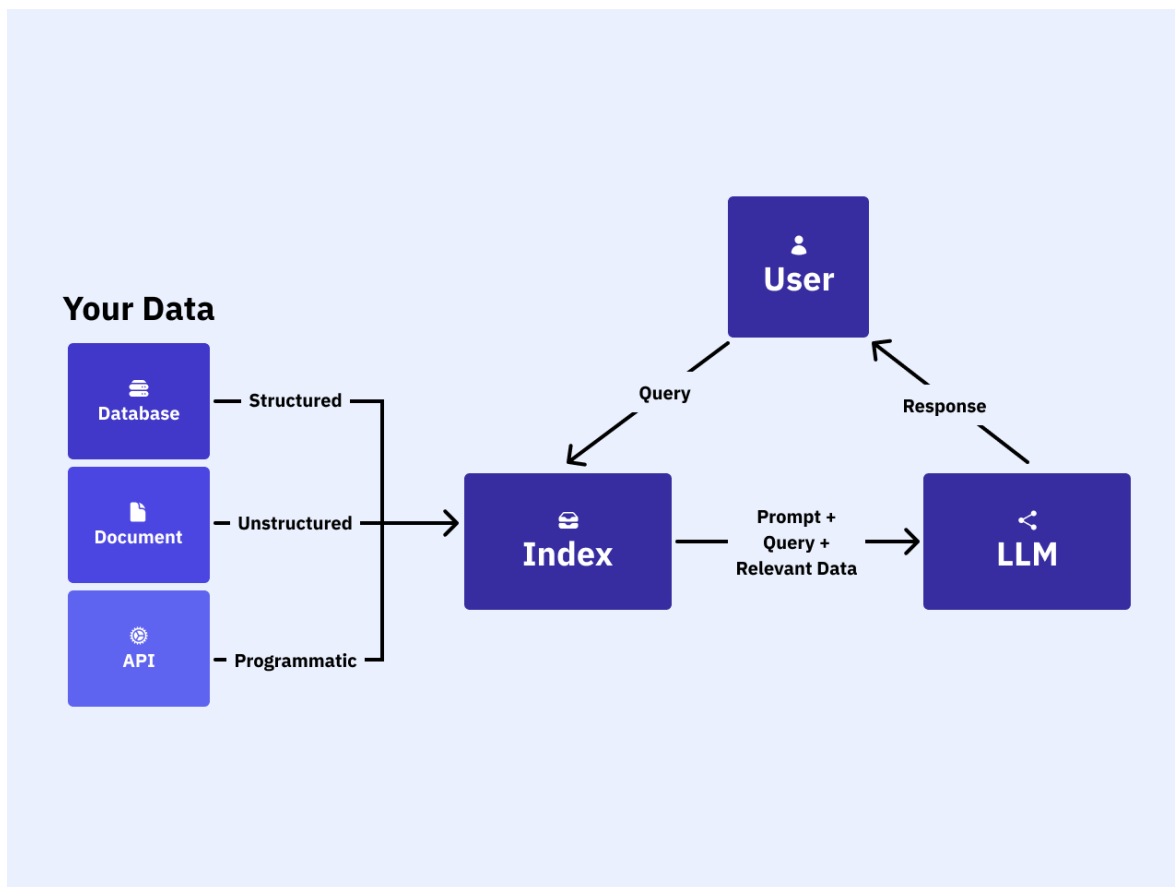 Your Data
Database
Structured
Document
Unstructured
API
Programmatic
User
Query
Response
Index
Prompt +
Query +
Relevant Data
LLM